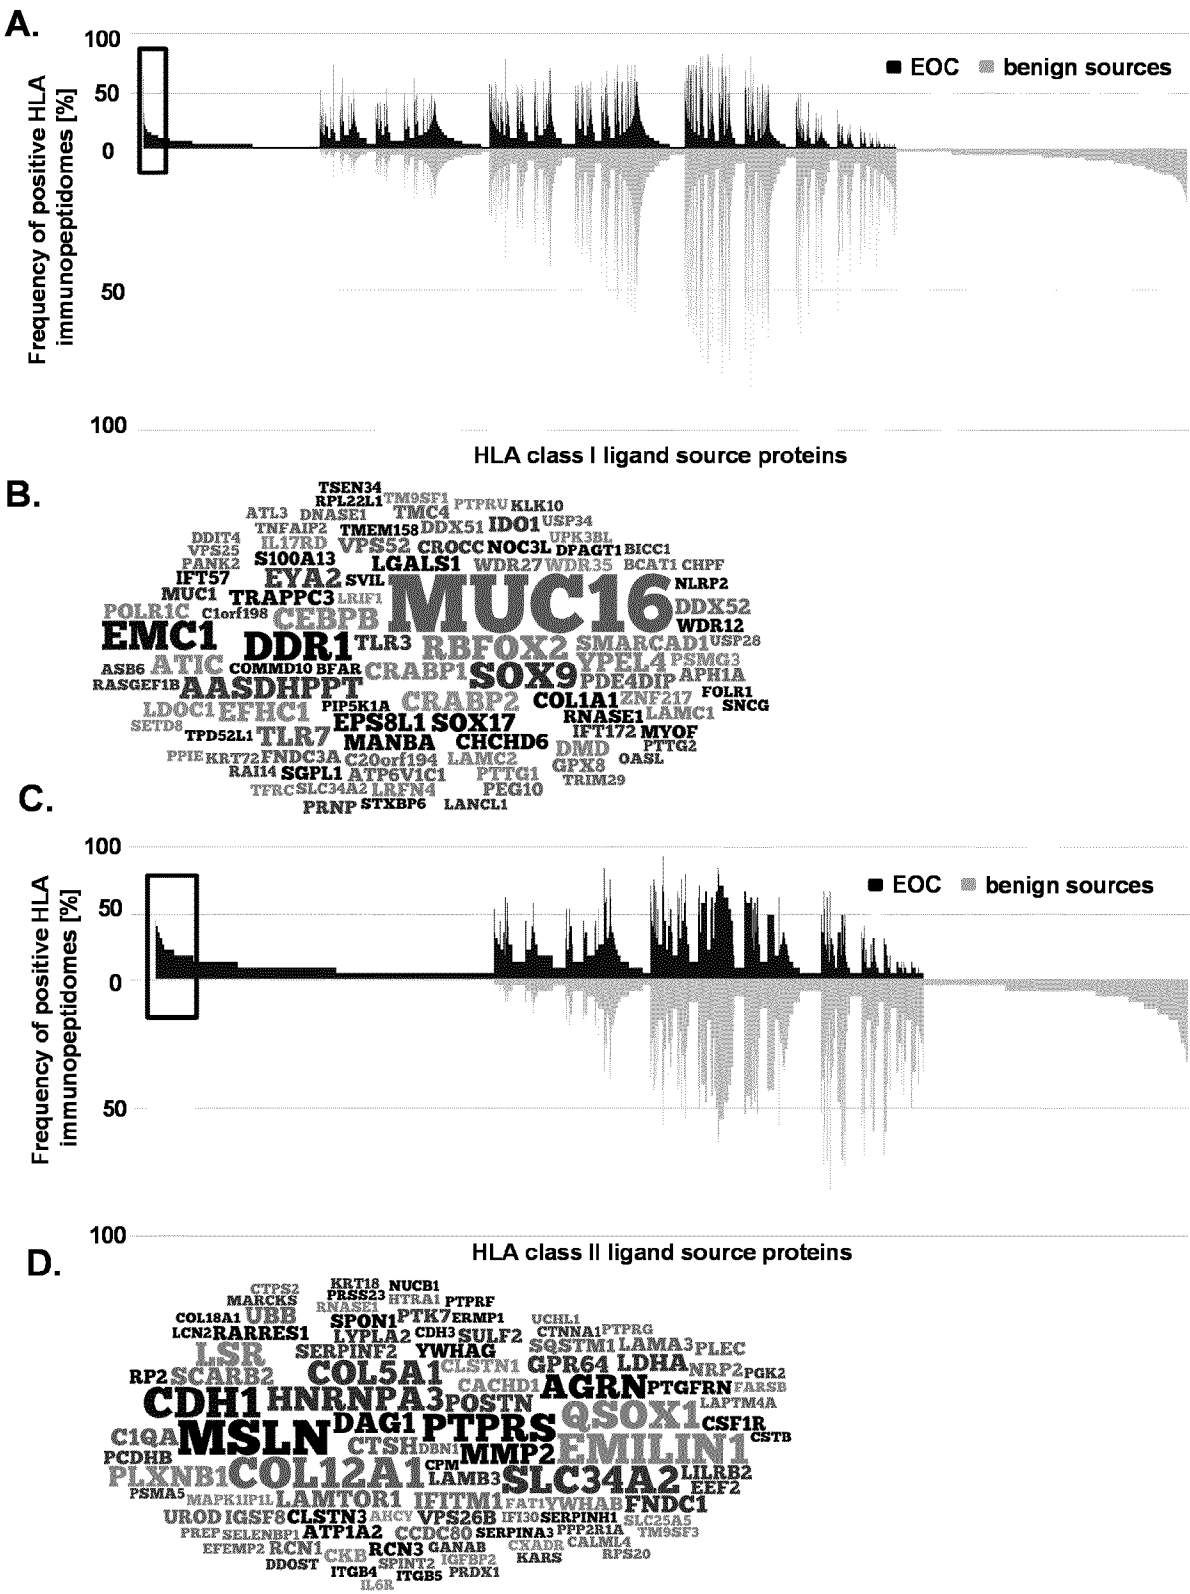 A.
100
50
0
50
100
Frequency of positive HLA
immunopeptidomes [%]
EOC benign sources
HLA class I ligand source proteins
B.
TSEN34
RPL22L1 TM9SF1 PTPRU KLK10
ATL3 DNASE1 TMC4 IDO1 USP34
TNFAIP2 TMEM158 DDX51 UPK3BL
DDIT4 IL17RD VPS52 CROCC NOC3L DPAGT1 BICC1
VPS25 S100A13 LGALS1 WDR27 WDR35 BCAT1 CHPF
PANK2 EYA2 SVIL MUC16 NLRP2
IFT57 TRAPPC3 LRIF1 DDX52
MUC1 C1orf198 CEBPB WDR12
POLR1C DDR1 TLR3 RBFOX2 SMARCAD1 USP28
EMC1 ATIC COMMD10 BFAR CRABP1 SOX9 YPEL4 PSMG3
ASB6 AASDHPPT PDE4DIP APH1A
RASGEF1B PIP5K1A CRABP2 COL1A1 ZNF217 FOLR1
LDOC1 EFHC1 RNASE1 LAMC1 SNCG
SETD8 EPS8L1 SOX17 IFT172 MYOF
TPD52L1 TLR7 MANBA CHCHD6 DMD PTTG2
PPIE KRT72 FNDC3A C20orf194 LAMC2 GPX8 OASL
RAI14 SGPL1 ATP6V1C1 PTTG1 TRIM29
TFRC SLC34A2 LRFN4 PEG10
PRNP STXBP6 LANCL1
C.
100
50
0
50
100
Frequency of positive HLA
immunopeptidomes [%]
EOC benign sources
HLA class II ligand source proteins
D.
CTPS2 KRT18 NUCB1
MARCKS PRSS23 HTRA1 PTPRF
COL18A1 UBB RNASE1 PTK7 ERMP1 UCHL1
LCN2 RARRES1 SPON1 CDH3 SULF2 CTNNA1 PTPRG
LSR LYPLA2 YWHAG SQSTM1 LAMA3 PLEC
SERPINF2 CLSTN1 GPR64 LDHA NRP2 PGK2
RP2 SCARB2 COL5A1 CACHD1 AGRN PTGFRN FARSB
CDH1 HNRNPA3 POSTN QSOX1 LAPTM4A
MSLN DAG1 PTPRS CSF1R CSTB
C1QA CTSH DBN1 MMP2 EMILIN1
PCDHB COL12A1 CPM SLC34A2 LILRB2
PLXNB1 LAMB3 EEF2
PSMA5 MAPK1IP1L LAMTOR1 IFITM1 FAT1 YWHAB FNDC1
UROD IGSF8 CLSTN3 AHCY VPS26B IFI30 SERPINH1 SLC25A5
PREP SELENBP1 ATP1A2 CCDC80 SERPINA3 PPP2R1A TM9SF3
EFEMP2 RCN1 RCN3 GANAB CXADR CALML4
DDOST CKB SPINT2 IGFBP2 KARS RPS20
ITGB4 ITGB5 PRDX1
IL6R